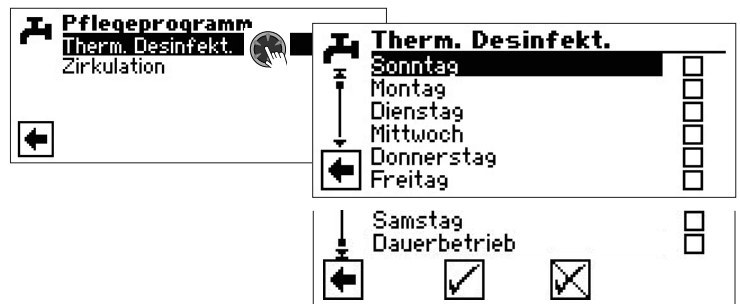 Pflegeprogramm
Therm. Desinfekt.
Zirkulation
Therm. Desinfekt.
Sonntag
Montag
Dienstag
Mittwoch
Donnerstag
Freitag
Samstag
Dauerbetrieb